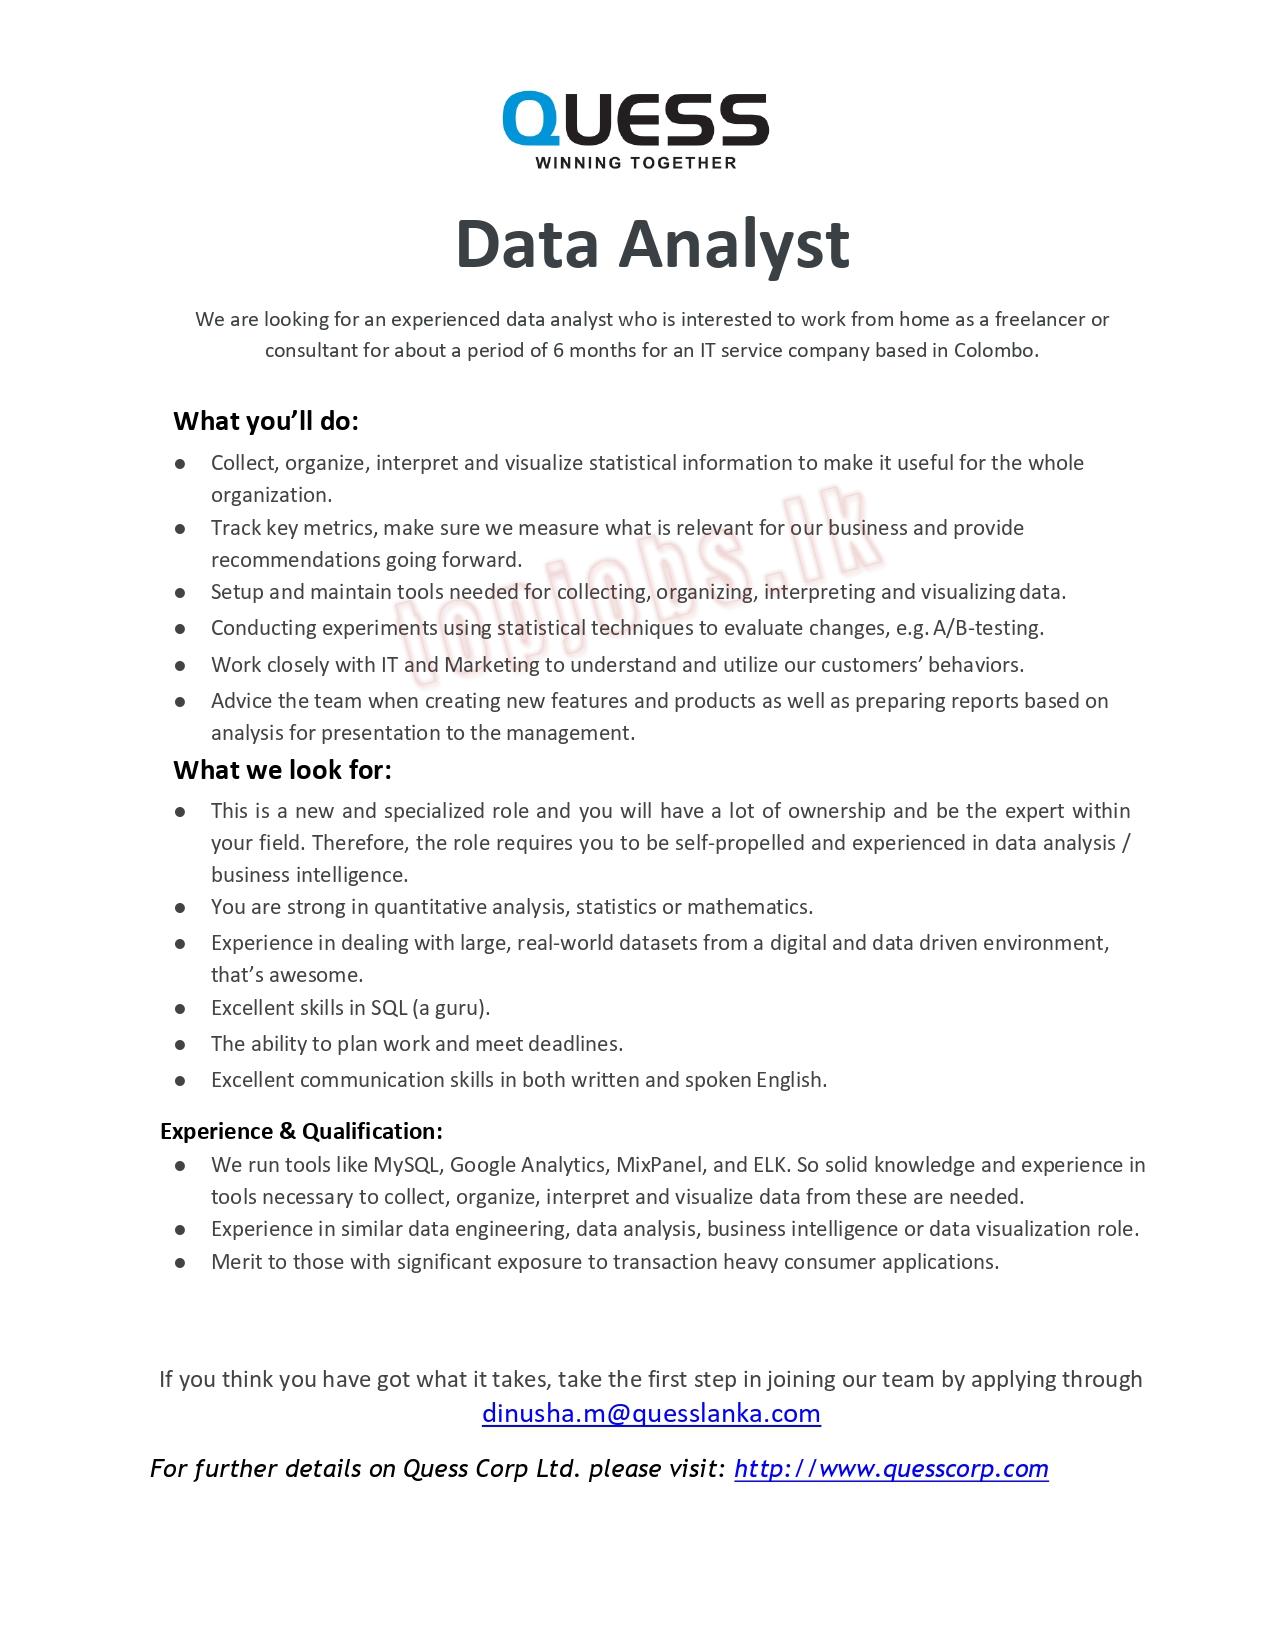 QUESS
WINNING TOGETHER
Data Analyst
We are looking for an experienced data analyst who is interested to work from home as a freelancer or
consultant for about a period of 6 months for an IT service company based in Colombo.
What you’ll do:
● Collect, organize, interpret and visualize statistical information to make it useful for the whole
organization.
● Track key metrics, make sure we measure what is relevant for our business and provide
recommendations going forward.
● Setup and maintain tools needed for collecting, organizing, interpreting and visualizing data.
● Conducting experiments using statistical techniques to evaluate changes, e.g. A/B-testing.
● Work closely with IT and Marketing to understand and utilize our customers’ behaviors.
● Advice the team when creating new features and products as well as preparing reports based on
analysis for presentation to the management.
topjobs.lk
What we look for:
● This is a new and specialized role and you will have a lot of ownership and be the expert within
your field. Therefore, the role requires you to be self-propelled and experienced in data analysis /
business intelligence.
● You are strong in quantitative analysis, statistics or mathematics.
● Experience in dealing with large, real-world datasets from a digital and data driven environment,
that’s awesome.
● Excellent skills in SQL (a guru).
● The ability to plan work and meet deadlines.
● Excellent communication skills in both written and spoken English.
Experience & Qualification:
● We run tools like MySQL, Google Analytics, MixPanel, and ELK. So solid knowledge and experience in
tools necessary to collect, organize, interpret and visualize data from these are needed.
● Experience in similar data engineering, data analysis, business intelligence or data visualization role.
● Merit to those with significant exposure to transaction heavy consumer applications.
If you think you have got what it takes, take the first step in joining our team by applying through
dinusha.m@quesslanka.com
For further details on Quess Corp Ltd. please visit: http://www.quesscorp.com